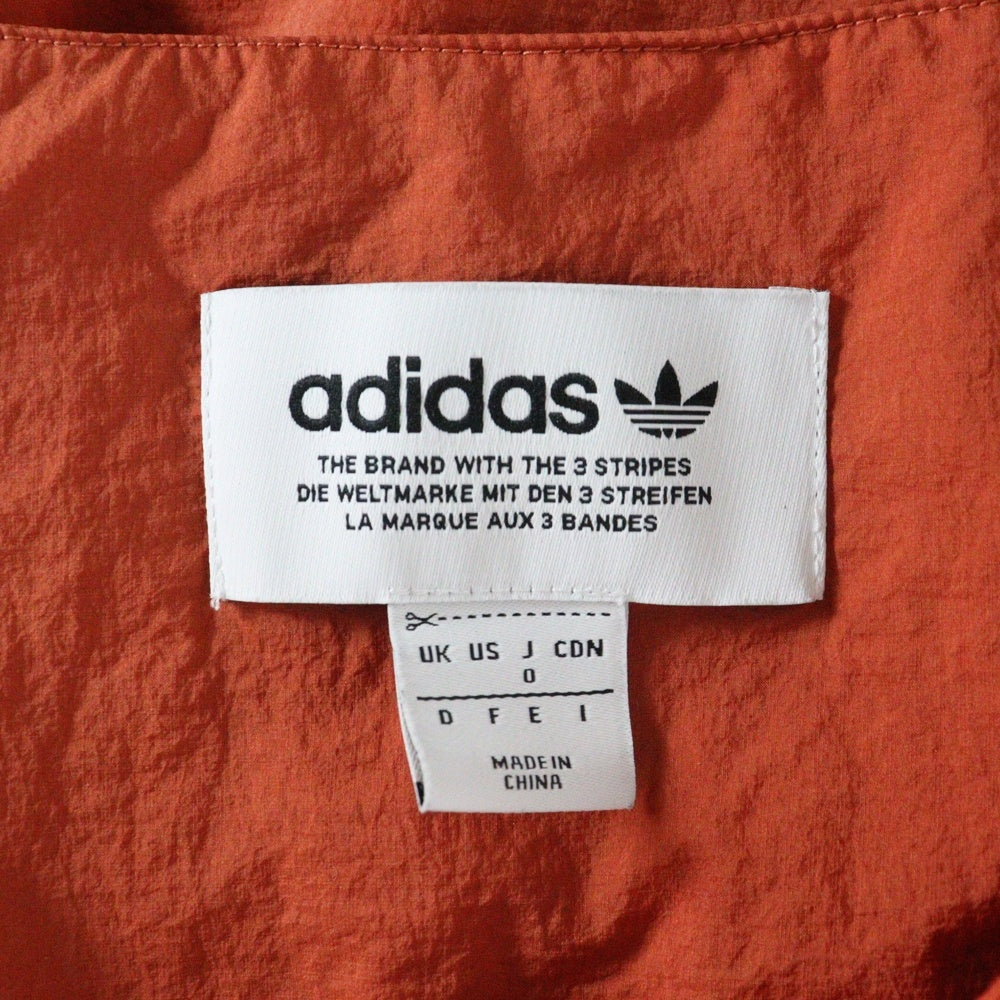 adidas
THE BRAND WITH THE 3 STRIPES
DIE WELTMARKE MIT DEN 3 STREIFEN
LA MARQUE AUX 3 BANDES
UK US J CDN
O
D F E I
MADE IN
CHINA